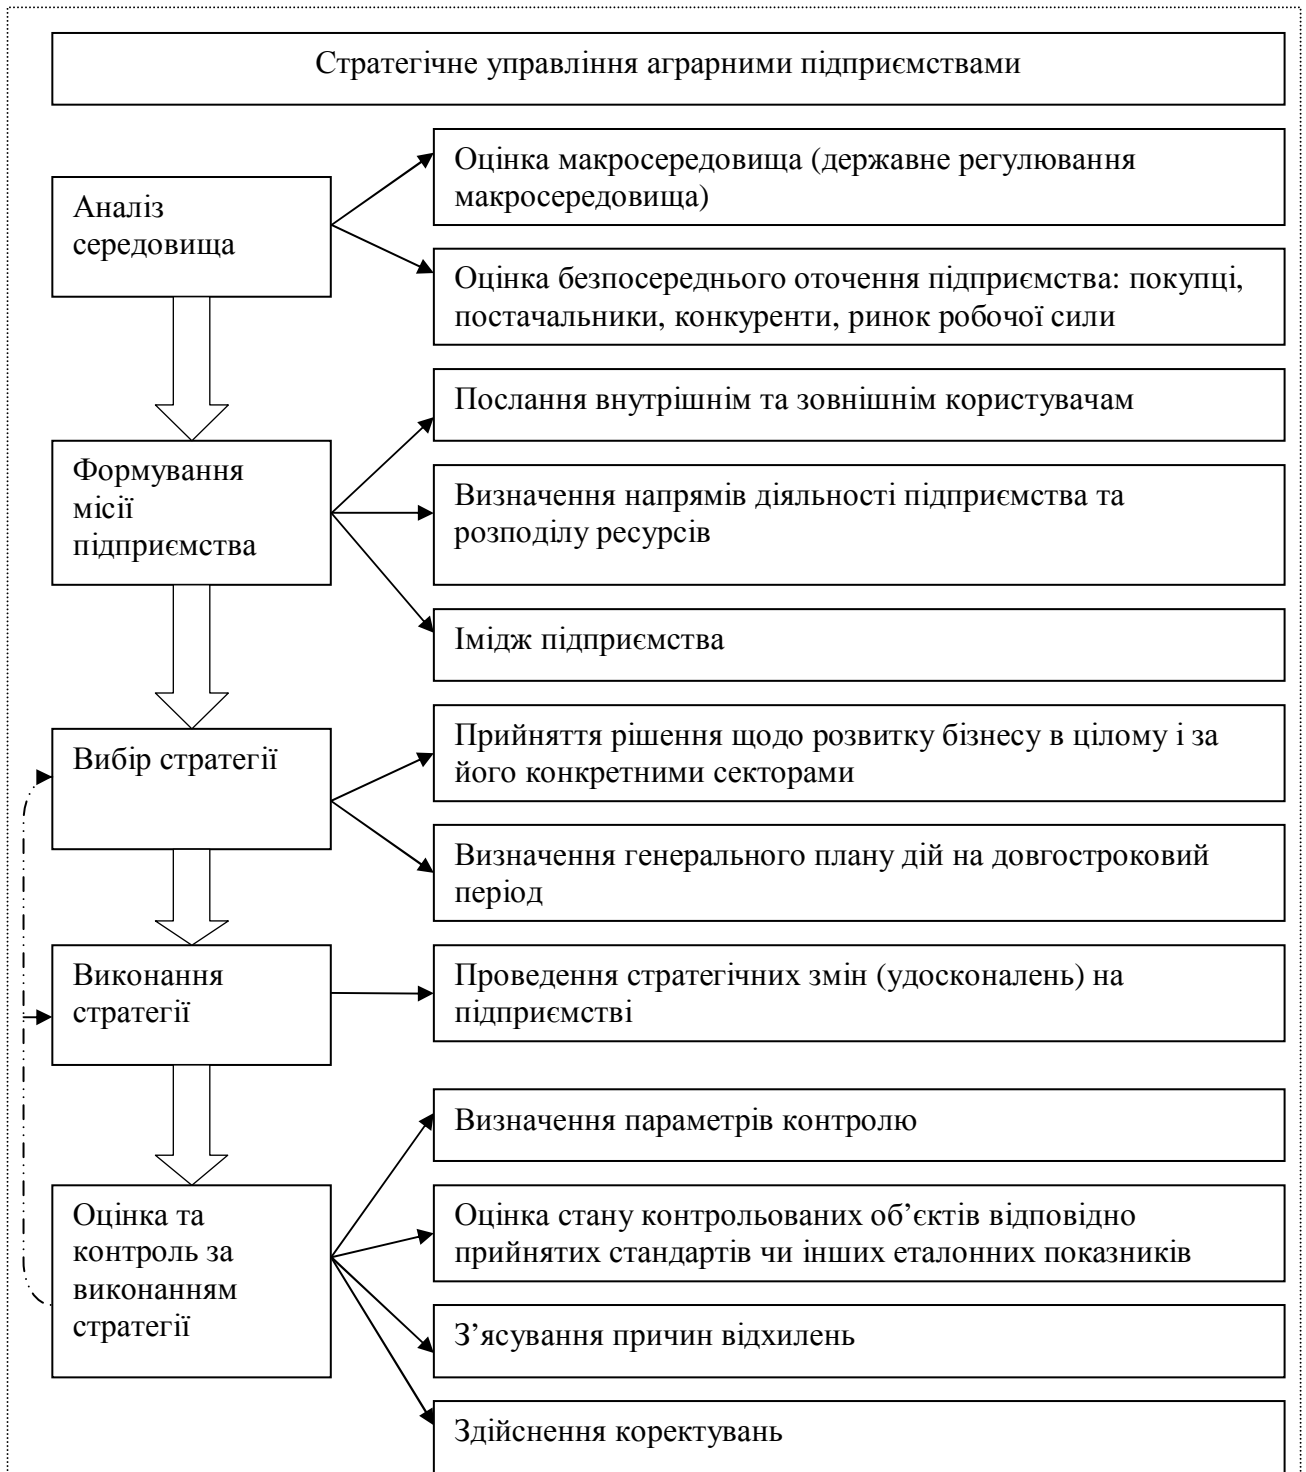 Стратегічне управління аграрними підприємствами
Аналіз
середовища
Оцінка макросередовища (державне регулювання
макросередовища)
Оцінка безпосереднього оточення підприємства: покупці,
постачальники, конкуренти, ринок робочої сили
Формування
місії
підприємства
Послання внутрішнім та зовнішнім користувачам
Визначення напрямів діяльності підприємства та
розподілу ресурсів
Імідж підприємства
Вибір стратегії
Прийняття рішення щодо розвитку бізнесу в цілому і за
його конкретними секторами
Визначення генерального плану дій на довгостроковий
період
Виконання
стратегії
Проведення стратегічних змін (удосконалень) на
підприємстві
Оцінка та
контроль за
виконанням
стратегії
Визначення параметрів контролю
Оцінка стану контрольованих об’єктів відповідно
прийнятих стандартів чи інших еталонних показників
З’ясування причин відхилень
Здійснення коректувань